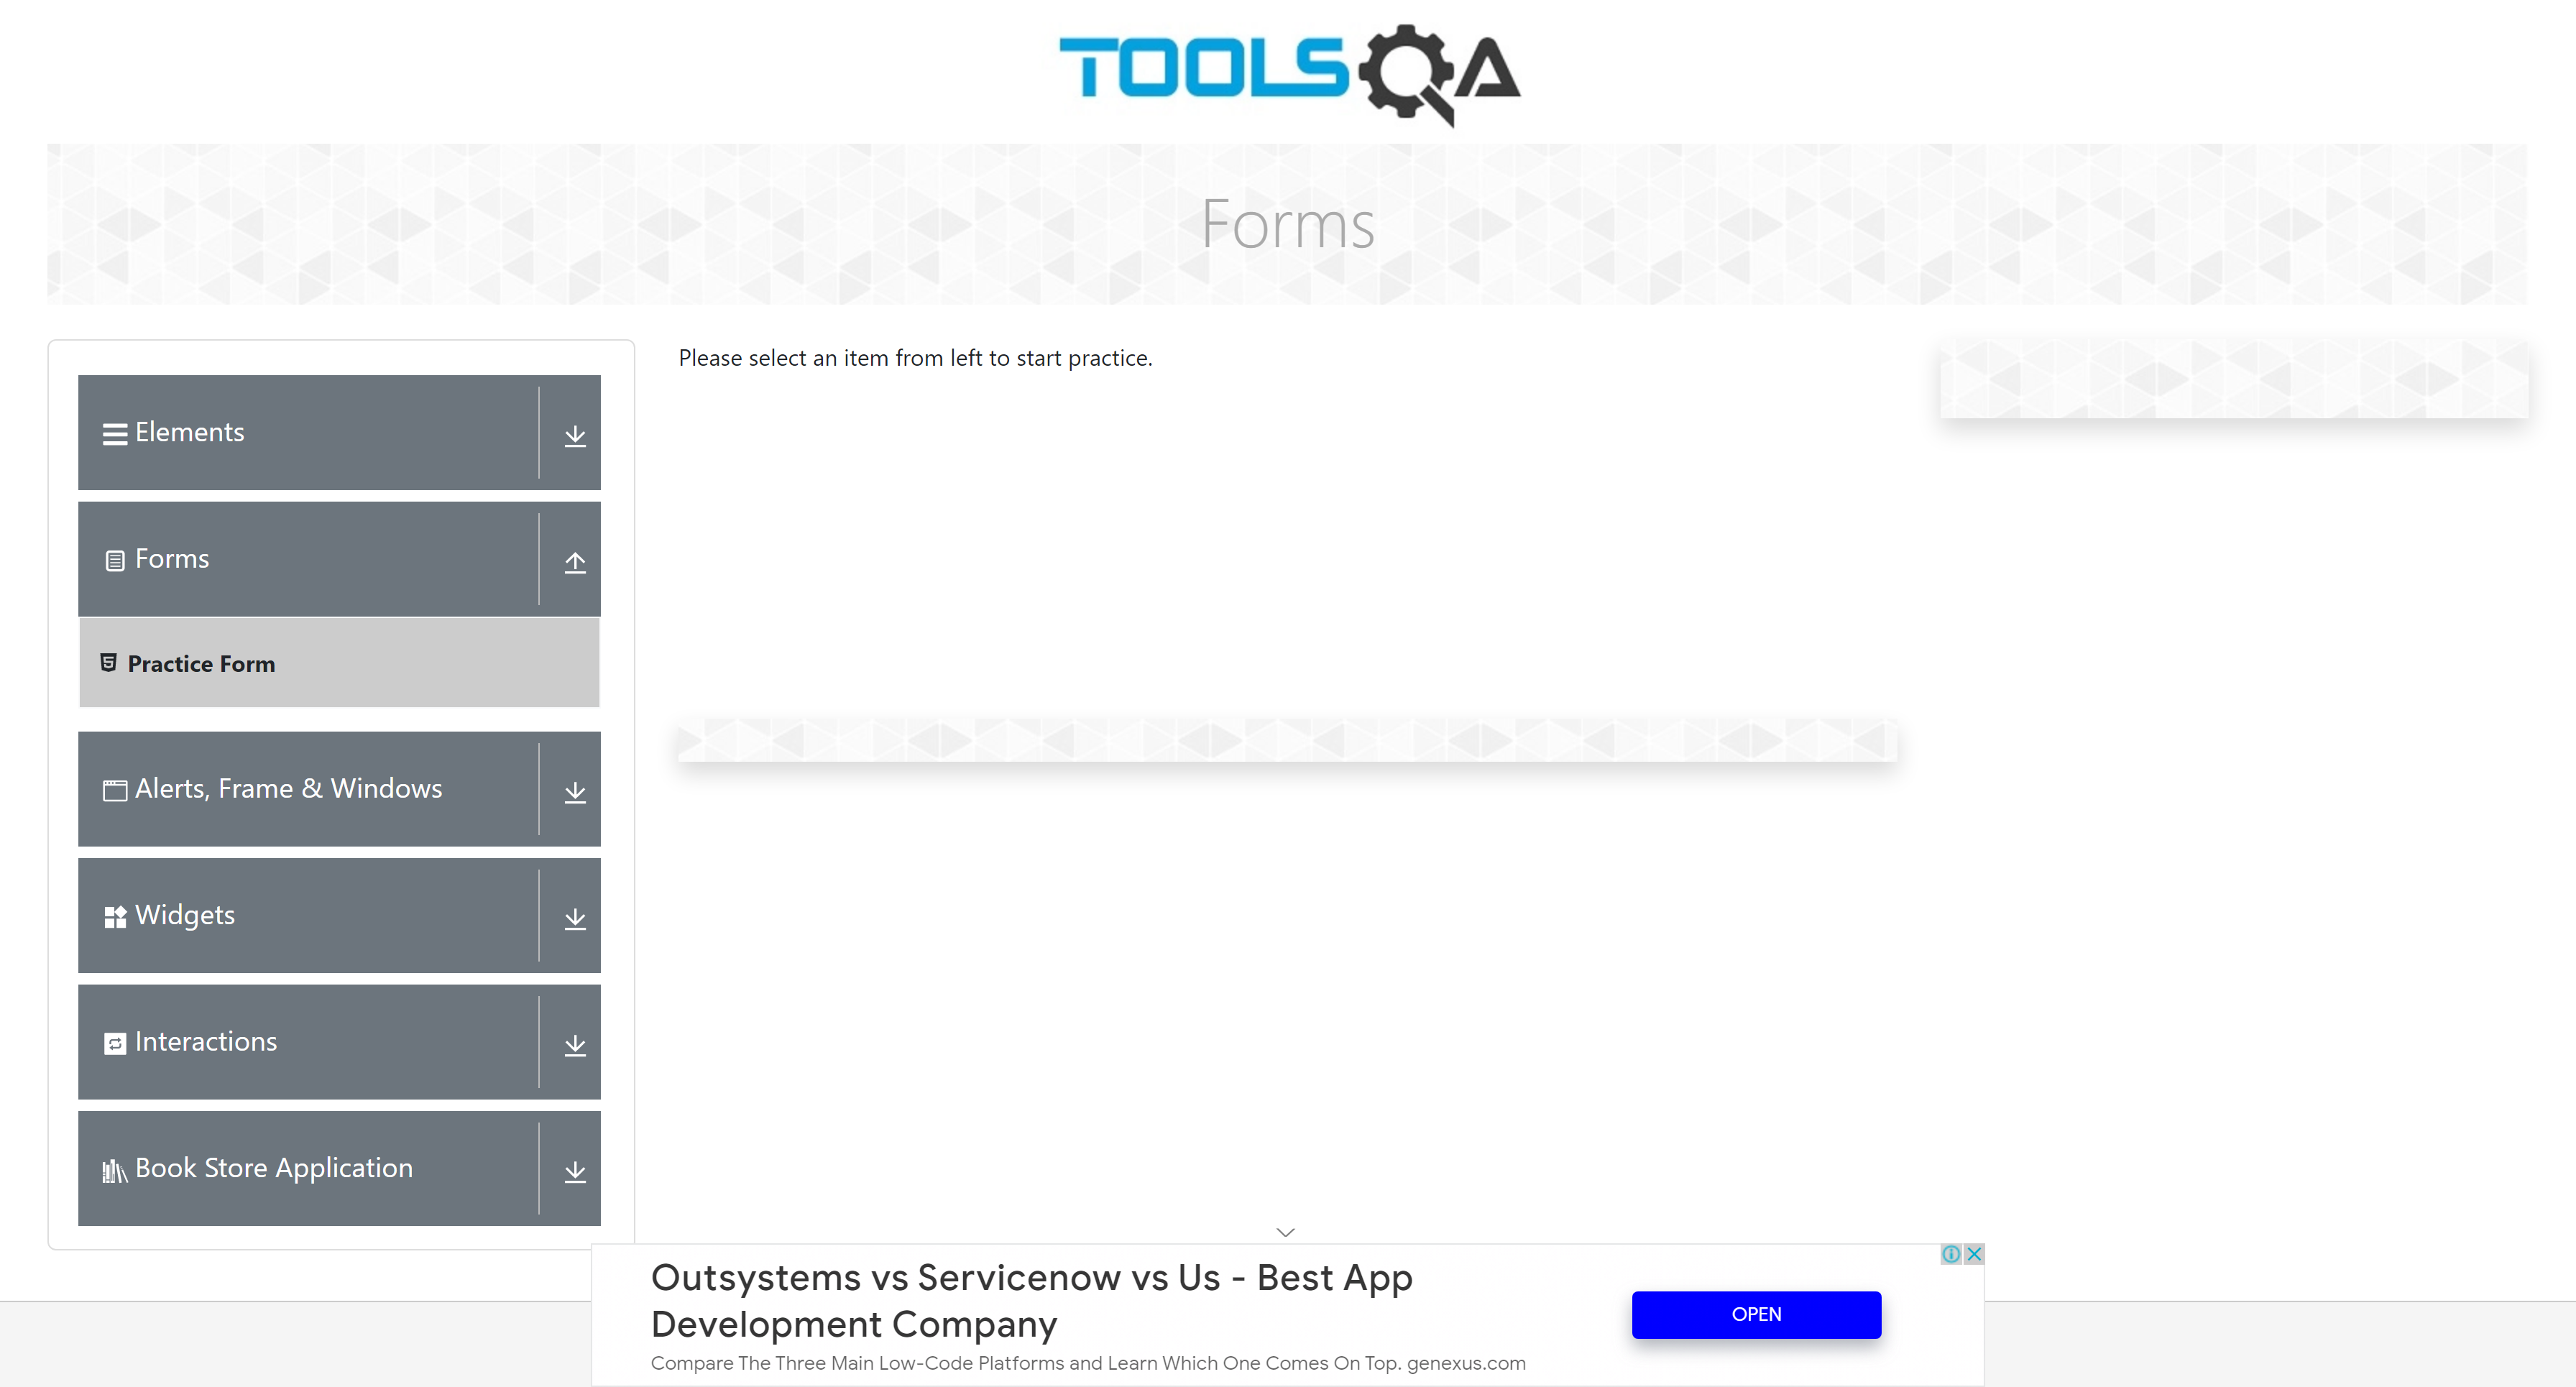 TOOLSQA
Forms
Please select an item from left to start practice.
Elements
Forms
Practice Form
Alerts, Frame & Windows
Widgets
Interactions
Book Store Application
Outsystems vs Servicenow vs Us - Best App
Development Company
Compare The Three Main Low-Code Platforms and Learn Which One Comes On Top. genexus.com
OPEN